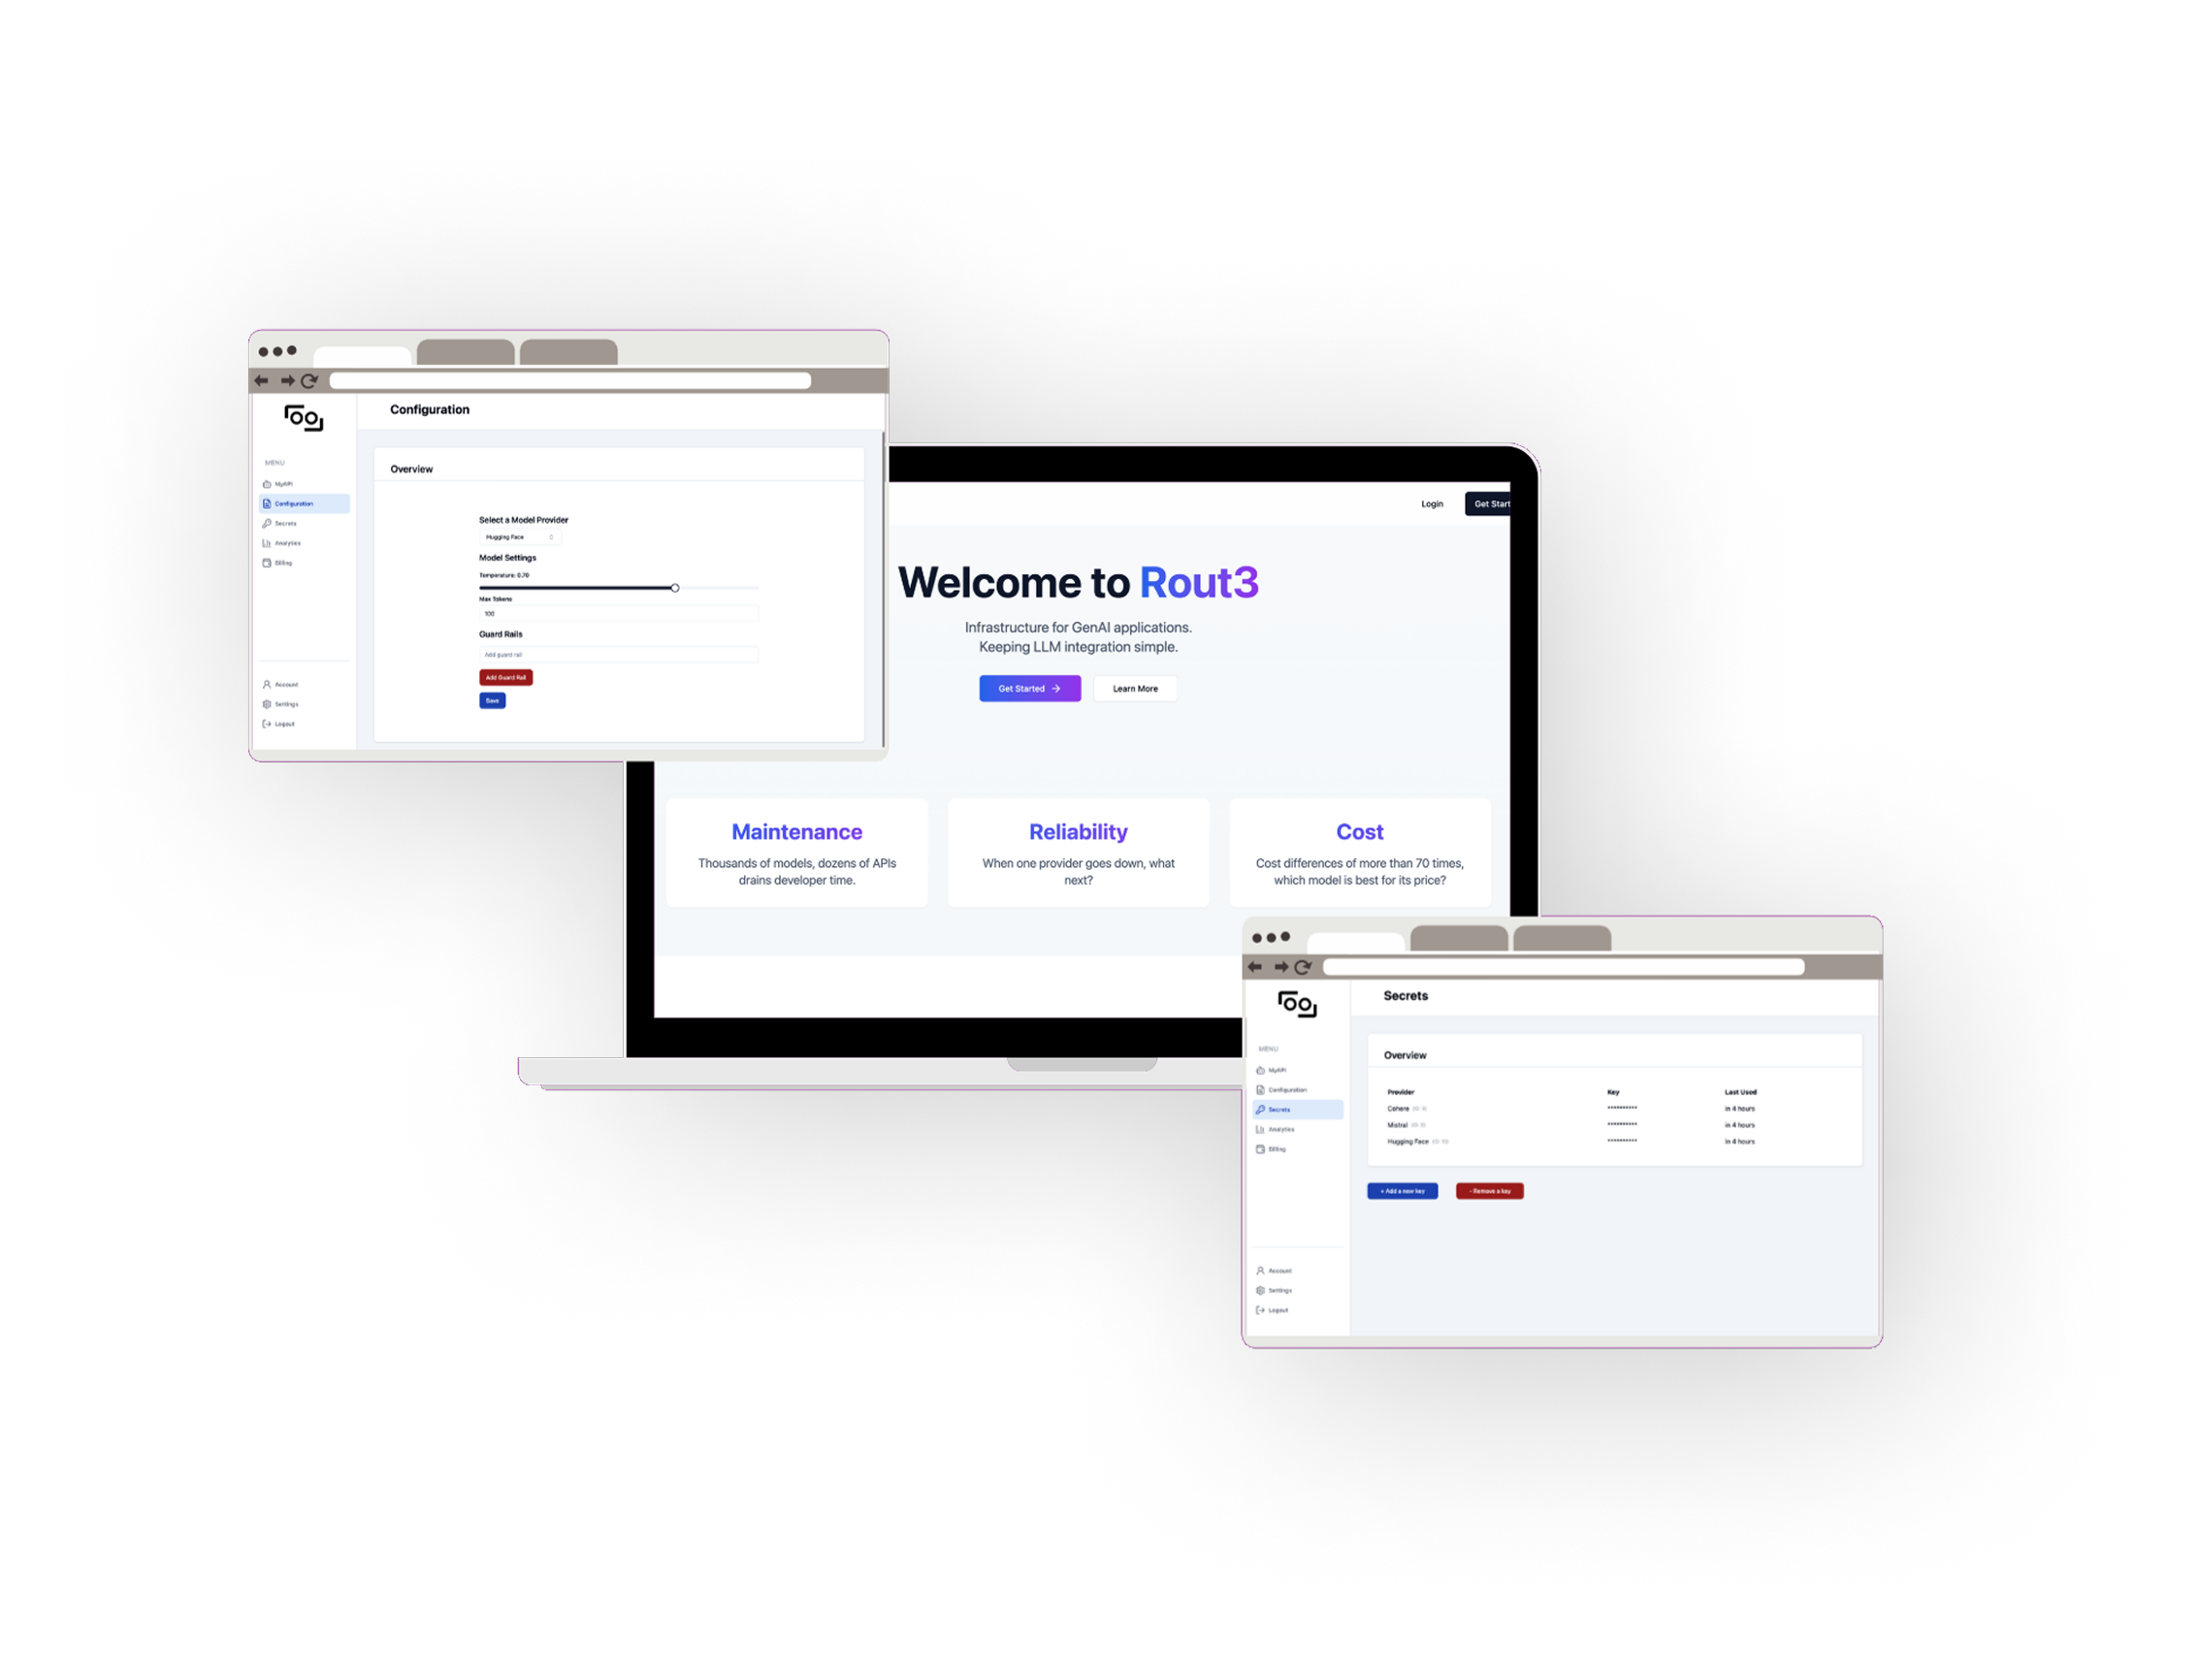 Configuration
MENU
MyAPI
Configuration
Secrets
Analytics
Billing
Account
Settings
Logout
Overview
Select a Model Provider
Hugging Face
Model Settings
Temperature: 0.70
Max Tokens
100
Guard Rails
Add guard rail
Add Guard Rail
Save
Login
Get Start
Welcome to Rout3
Infrastructure for GenAI applications.
Keeping LLM integration simple.
Get Started
Learn More
Maintenance
Thousands of models, dozens of APIs
drains developer time.
Reliability
When one provider goes down, what
next?
Cost
Cost differences of more than 70 times,
which model is best for its price?
Secrets
MENU
MyAPI
Configuration
Secrets
Analytics
Billing
Account
Settings
Logout
Overview
Provider Key Last Used
Cohere ********** in 4 hours
Mistral ********** in 4 hours
Hugging Face ********** in 4 hours
+ Add a new key
- Remove a key